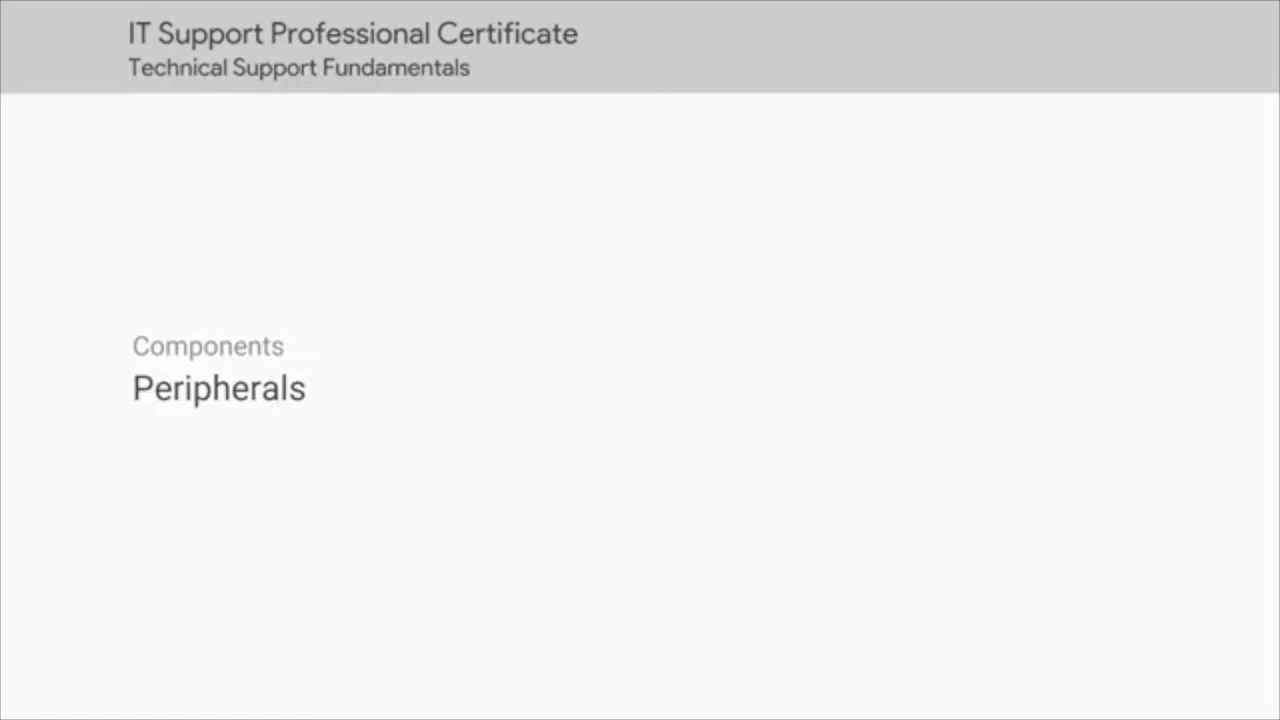 IT Support Professional Certificate
Technical Support Fundamentals
Components
Peripherals